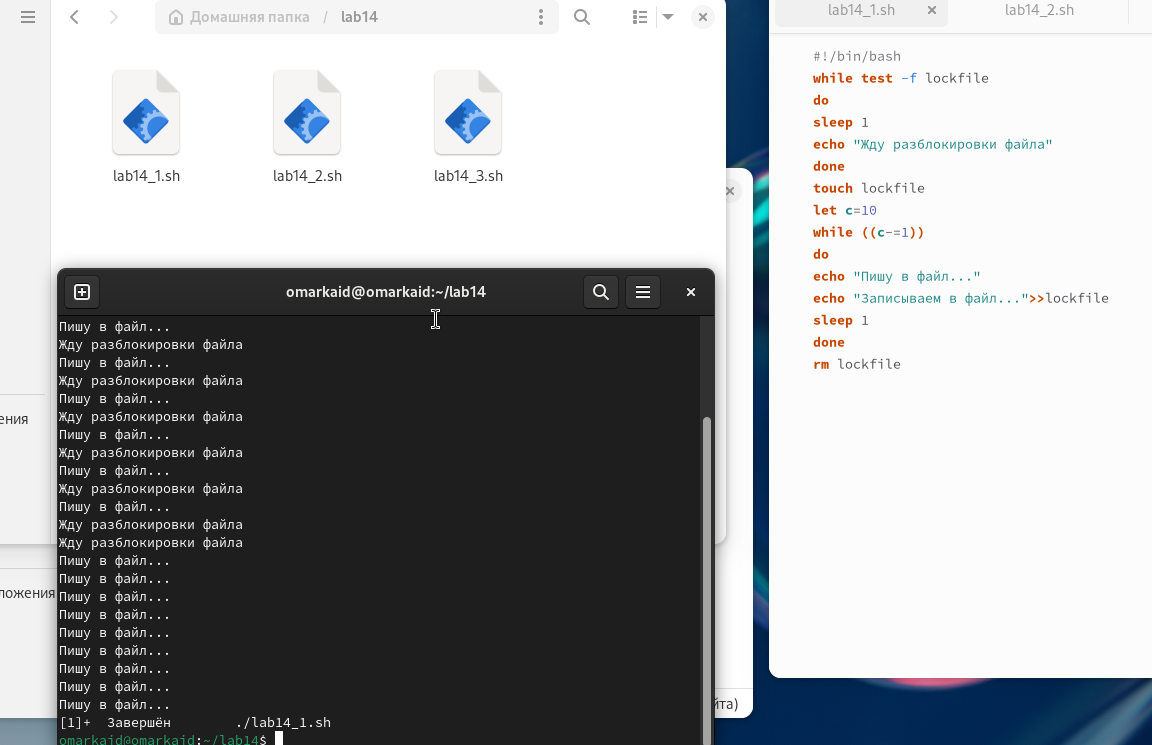 Домашняя папка / lab14
lab14_1.sh
lab14_2.sh
lab14_3.sh
ения
ложения
йта)
omarkaid@omarkaid:~/lab14
Пишу в файл...
Жду разблокировки файла
Пишу в файл...
Жду разблокировки файла
Пишу в файл...
Жду разблокировки файла
Пишу в файл...
Жду разблокировки файла
Пишу в файл...
Жду разблокировки файла
Пишу в файл...
Жду разблокировки файла
Жду разблокировки файла
Пишу в файл...
Пишу в файл...
Пишу в файл...
Пишу в файл...
Пишу в файл...
Пишу в файл...
Пишу в файл...
Пишу в файл...
Пишу в файл...
[1]+  Завершён        ./lab14_1.sh
omarkaid@omarkaid:~/lab14$
lab14_1.sh
lab14_2.sh
#!/bin/bash
while test -f lockfile
do
sleep 1
echo "Жду разблокировки файла"
done
touch lockfile
let c=10
while ((c-=1))
do
echo "Пишу в файл..."
echo "Записываем в файл...">>lockfile
sleep 1
done
rm lockfile